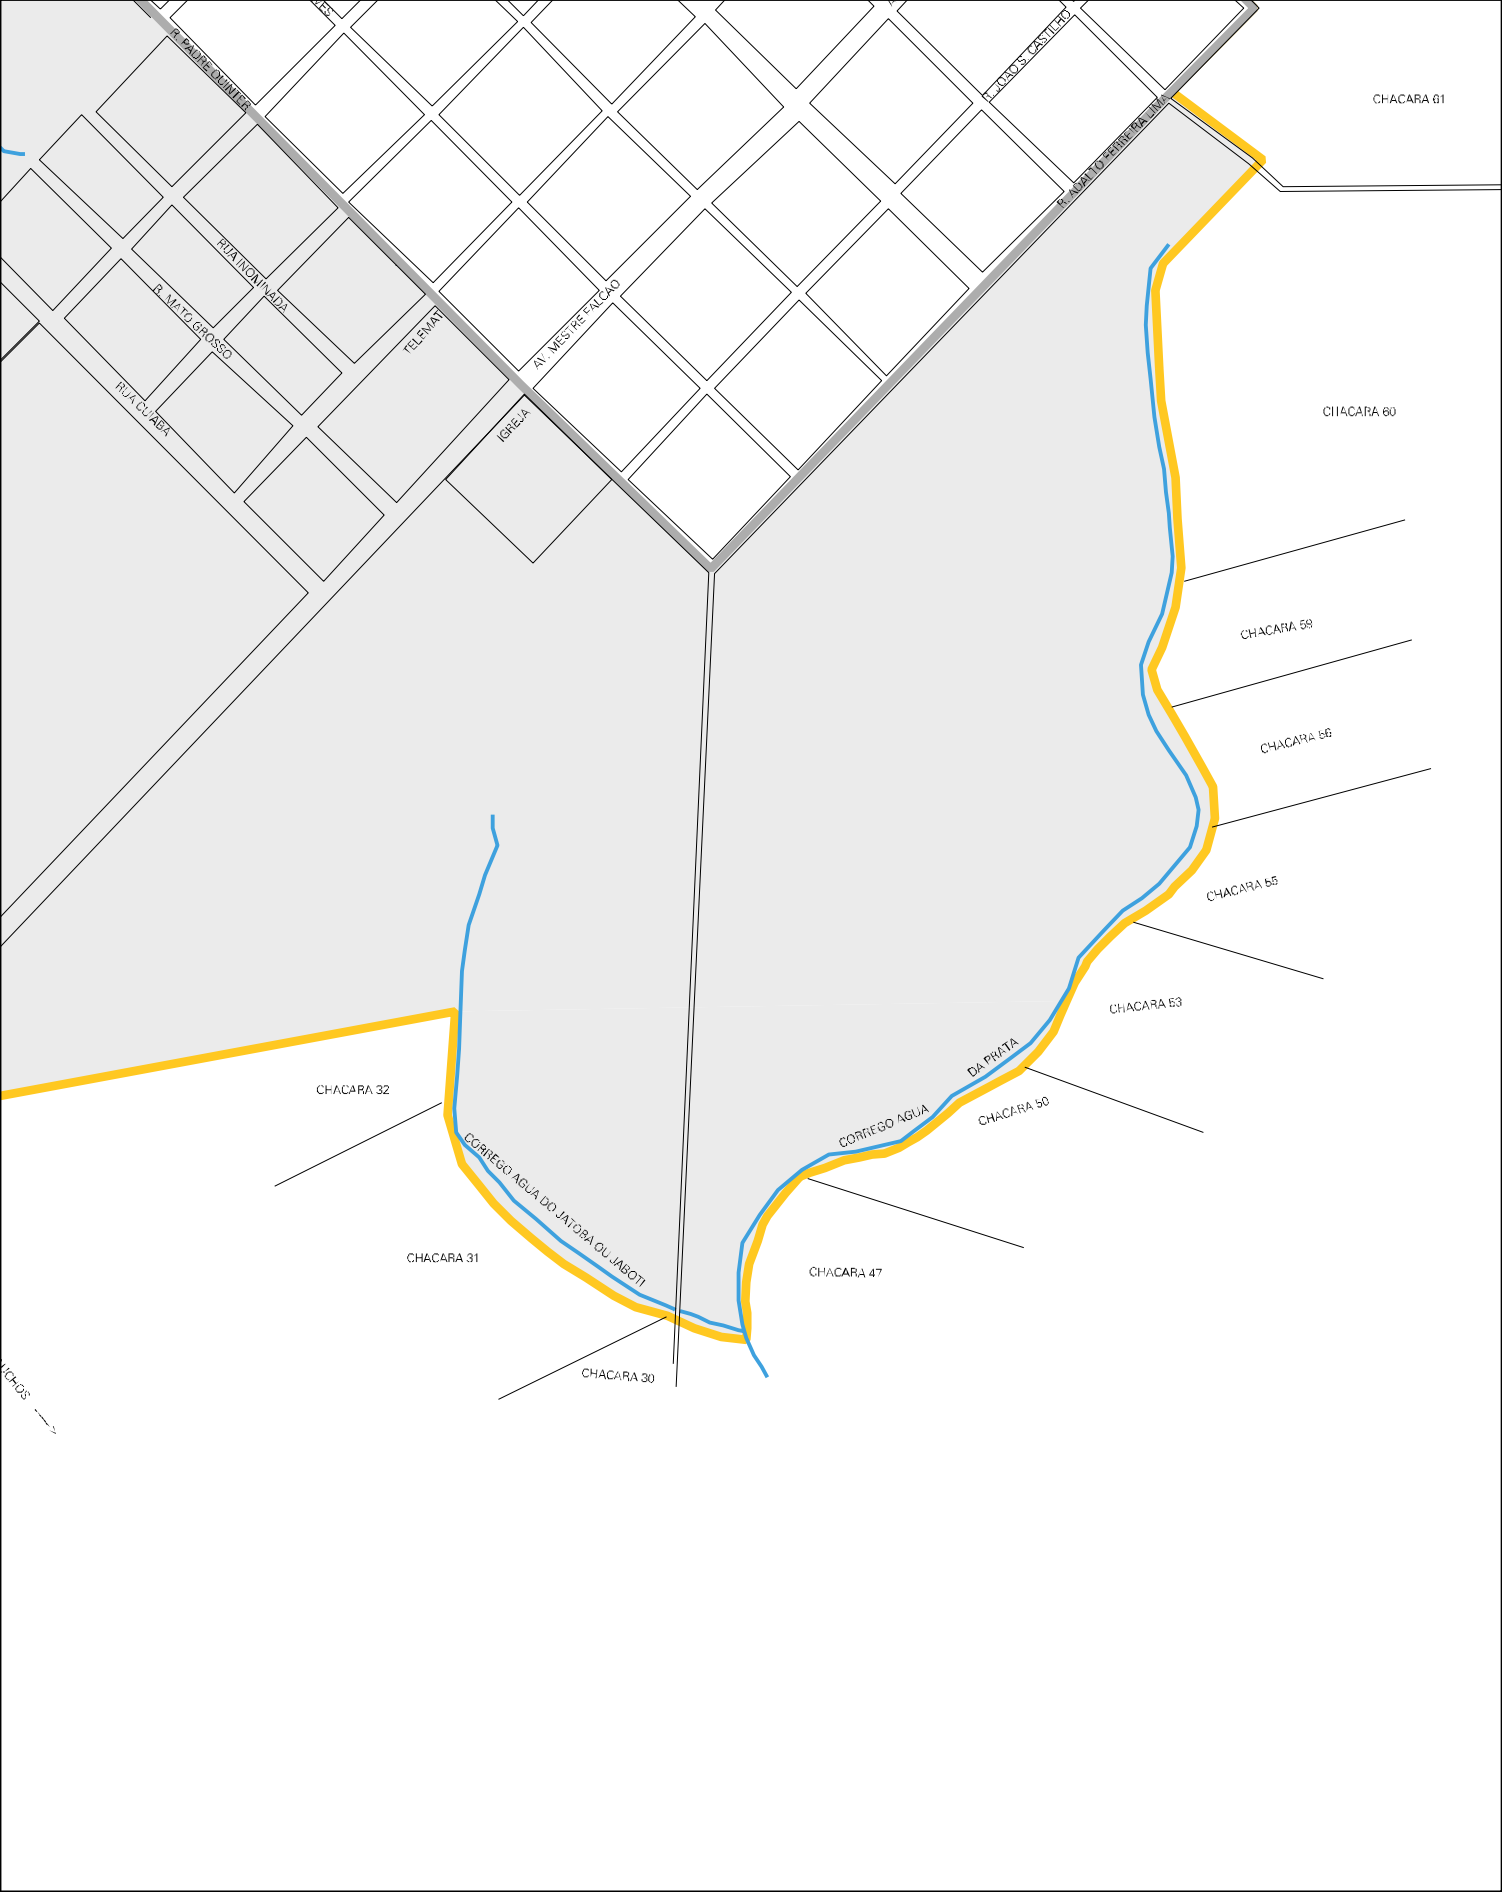 R. PADRE QUINTER
R. JOAO S. CASTILHO
CHACARA 61
R. ADALTO FERREIRA LIMA
RUA INOMINADA
R. MATO GROSSO
TELEMAT
AV. MESTRE FALCAO
RUA CUIABA
IGREJA
CHACARA 60
CHACARA 59
CHACARA 56
CHACARA 55
CHACARA 53
DA PRATA
CORREGO AGUA
CHACARA 50
CHACARA 32
CORREGO AGUA DO JATOBA OU JABOTI
CHACARA 31
CHACARA 47
CHACARA 30
UCHOS